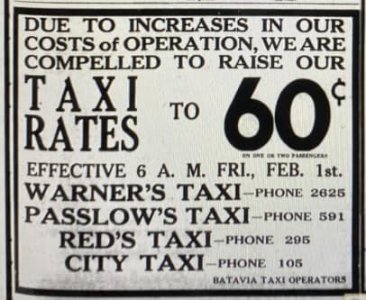 DUE TO INCREASES IN OUR
COSTS of OPERATION, WE ARE
COMPELLED TO RAISE OUR
TAXI
RATES TO 60¢
ON ONE OR TWO PASSENGERS
EFFECTIVE 6 A. M. FRI., FEB. 1st.
WARNER'S TAXI—PHONE 2625
PASSLOW'S TAXI—PHONE 591
RED'S TAXI—PHONE 295
CITY TAXI—PHONE 105
BATAVIA TAXI OPERATORS